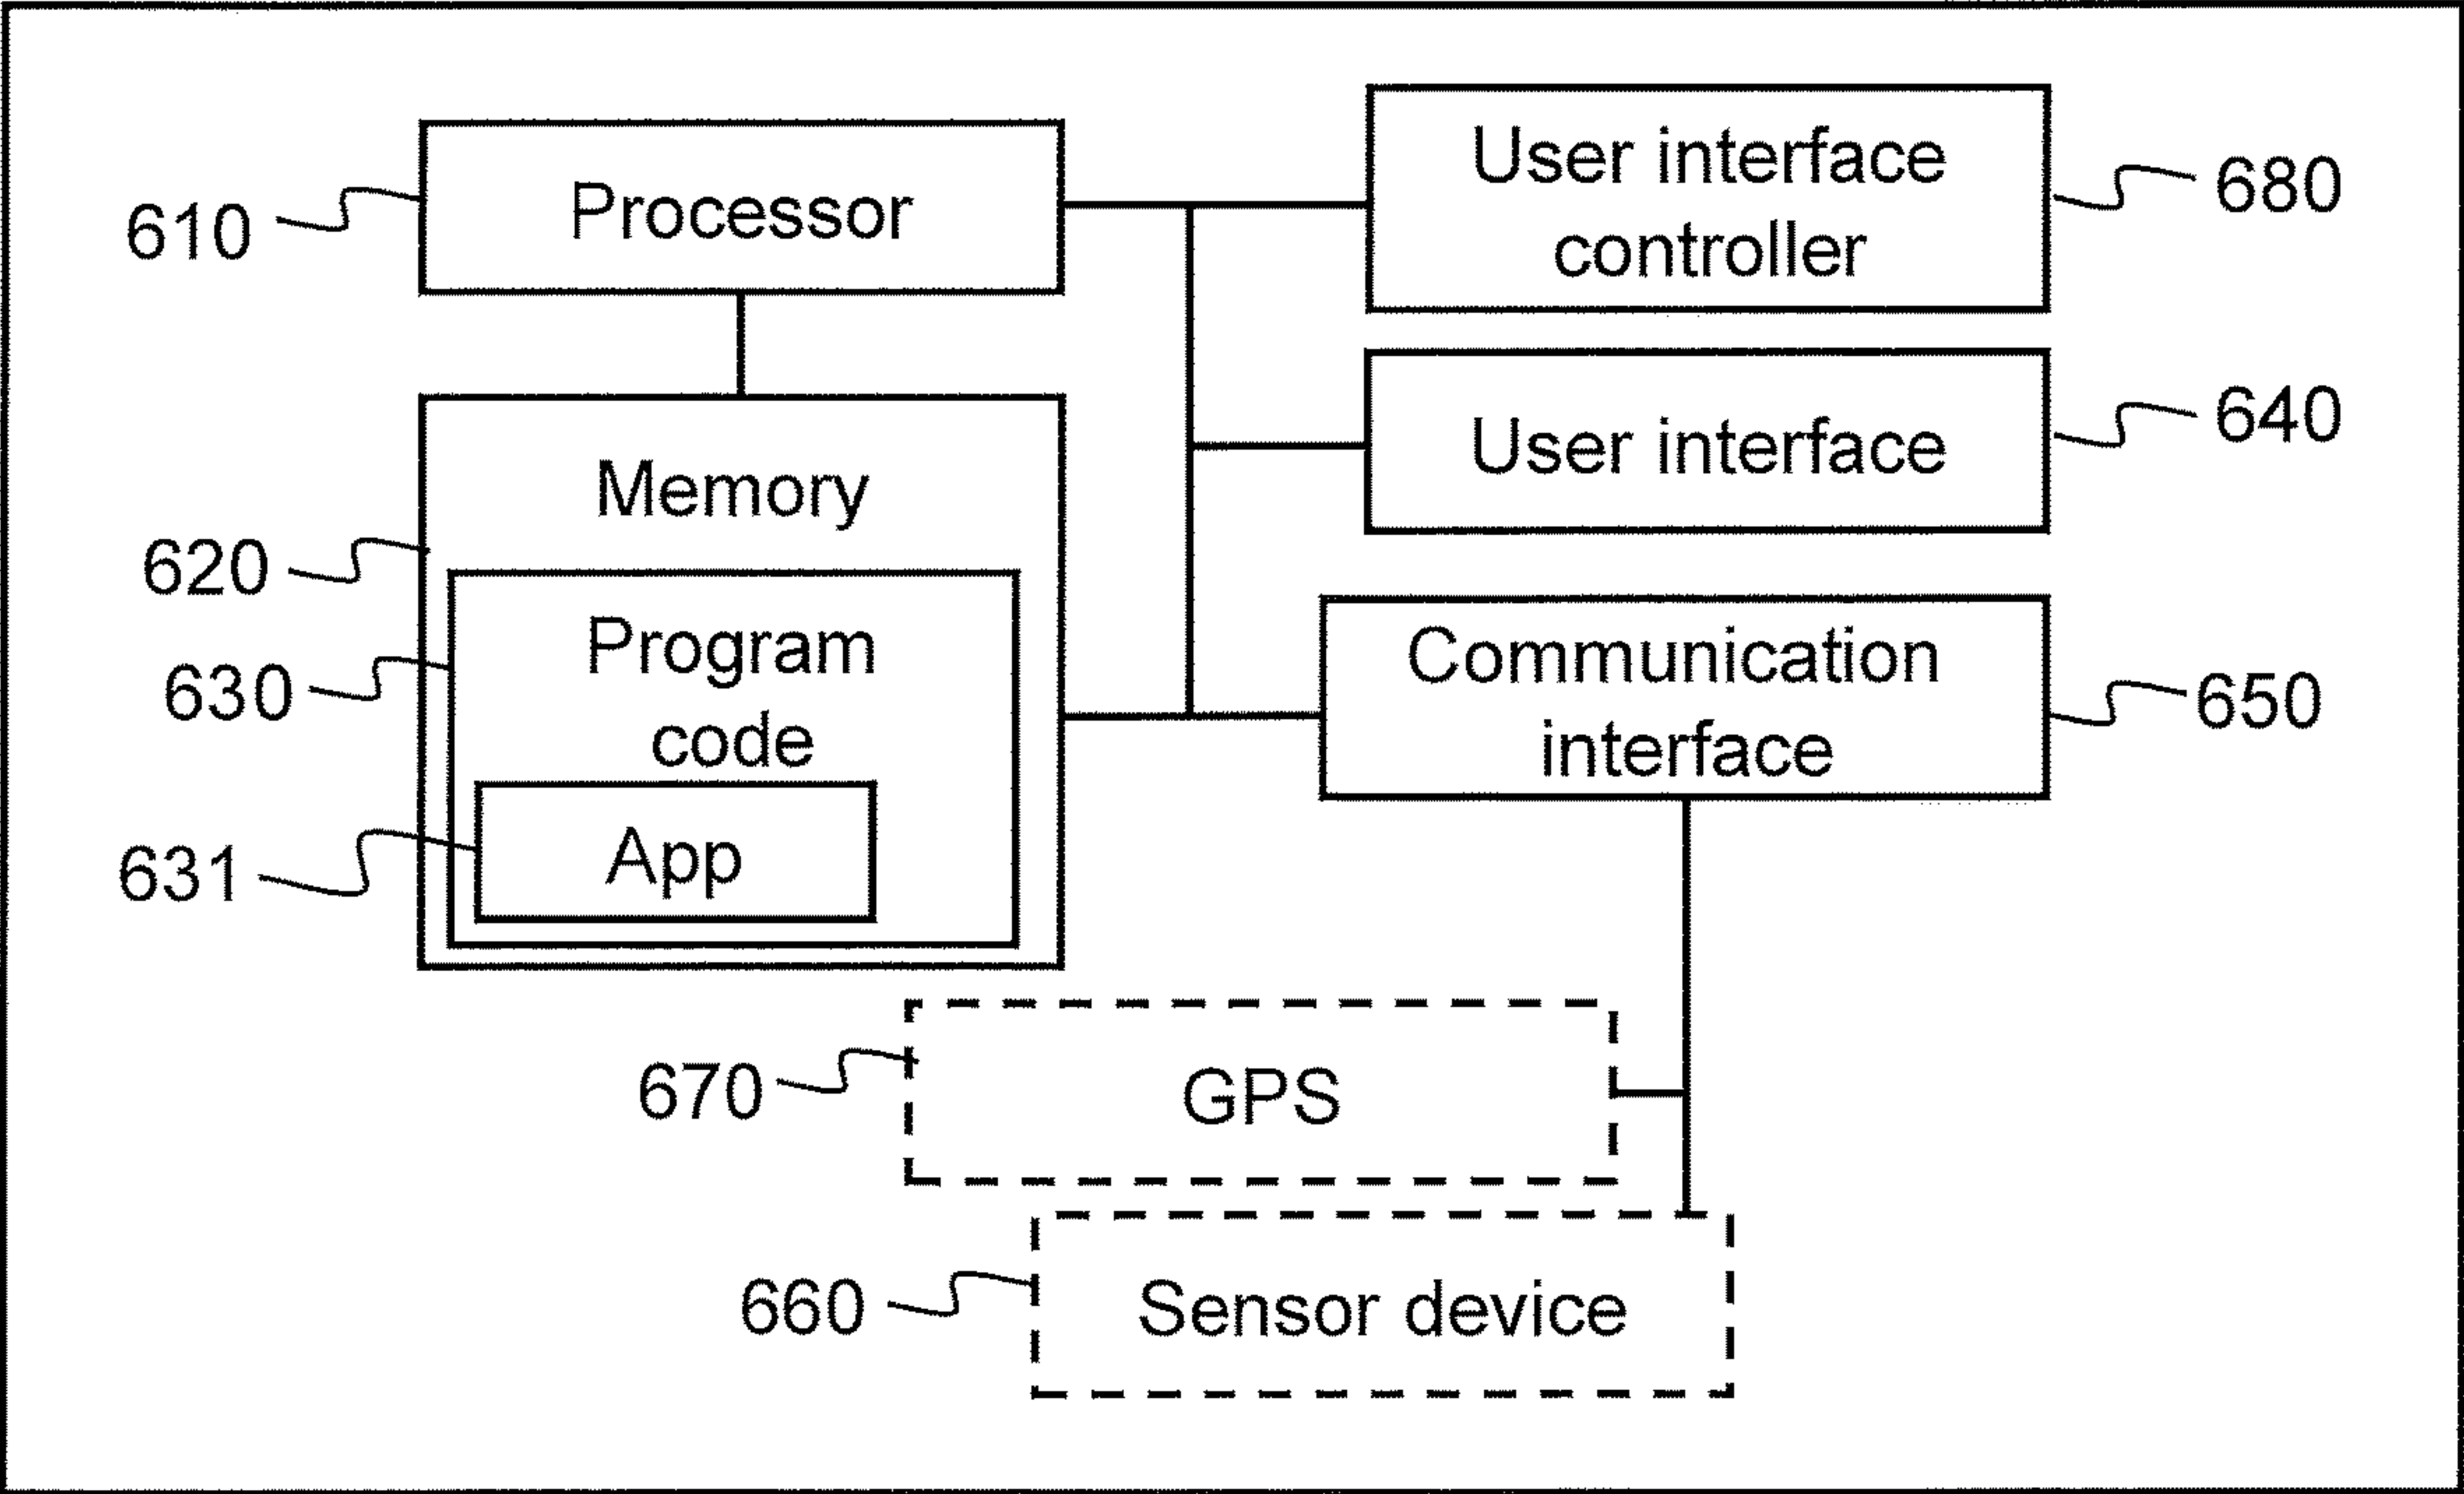 610
Processor
User interface
controller
680
User interface
640
Memory
620
Program
code
630
App
631
Communication
interface
650
GPS
670
Sensor device
660